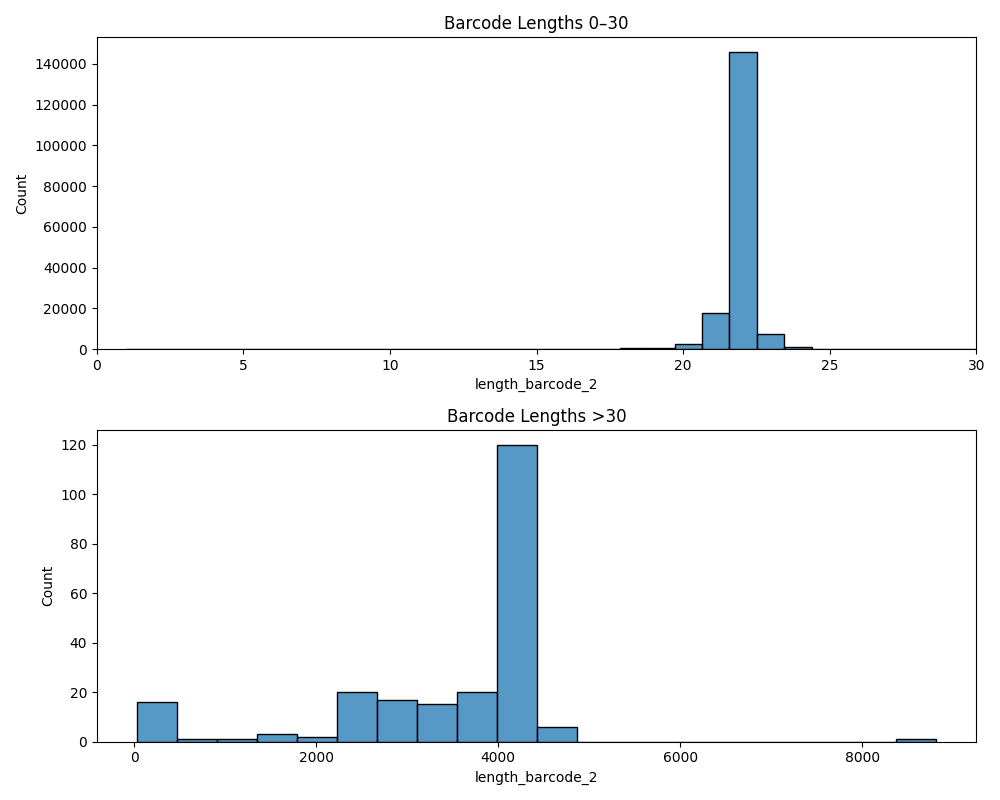 Barcode Lengths 0–30
140000
120000
100000
80000
60000
40000
20000
0
Count
0 5 10 15 20 25 30
length_barcode_2
Barcode Lengths >30
120
100
80
60
40
20
0
Count
0 2000 4000 6000 8000
length_barcode_2